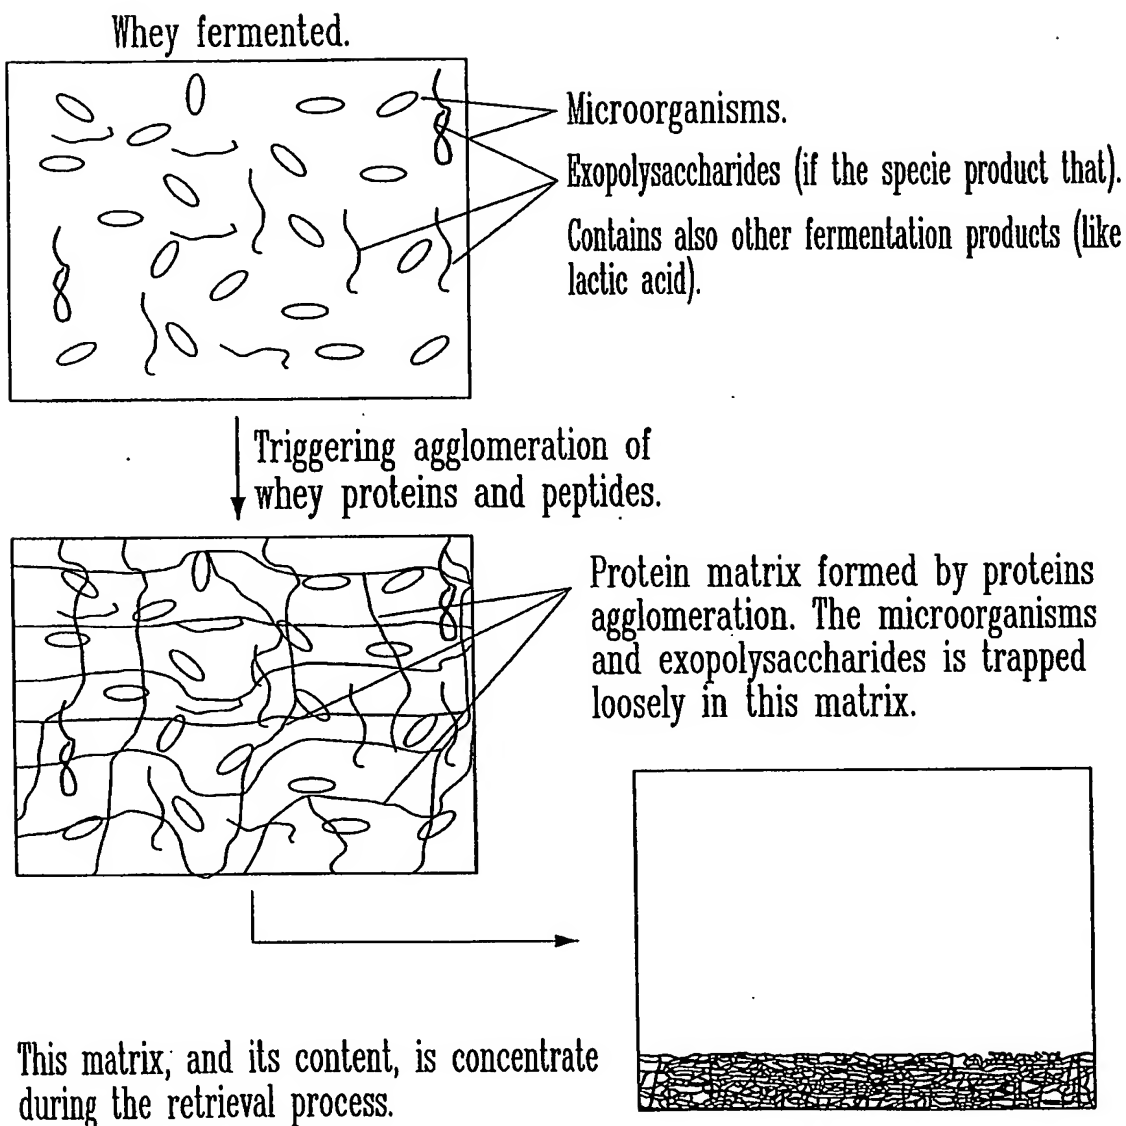 Whey fermented.
Microorganisms.
Exopolysaccharides (if the specie product that).
Contains also other fermentation products (like
lactic acid).
Triggering agglomeration of
whey proteins and peptides.
Protein matrix formed by proteins
agglomeration. The microorganisms
and exopolysaccharides is trapped
loosely in this matrix.
This matrix, and its content, is concentrate
during the retrieval process.